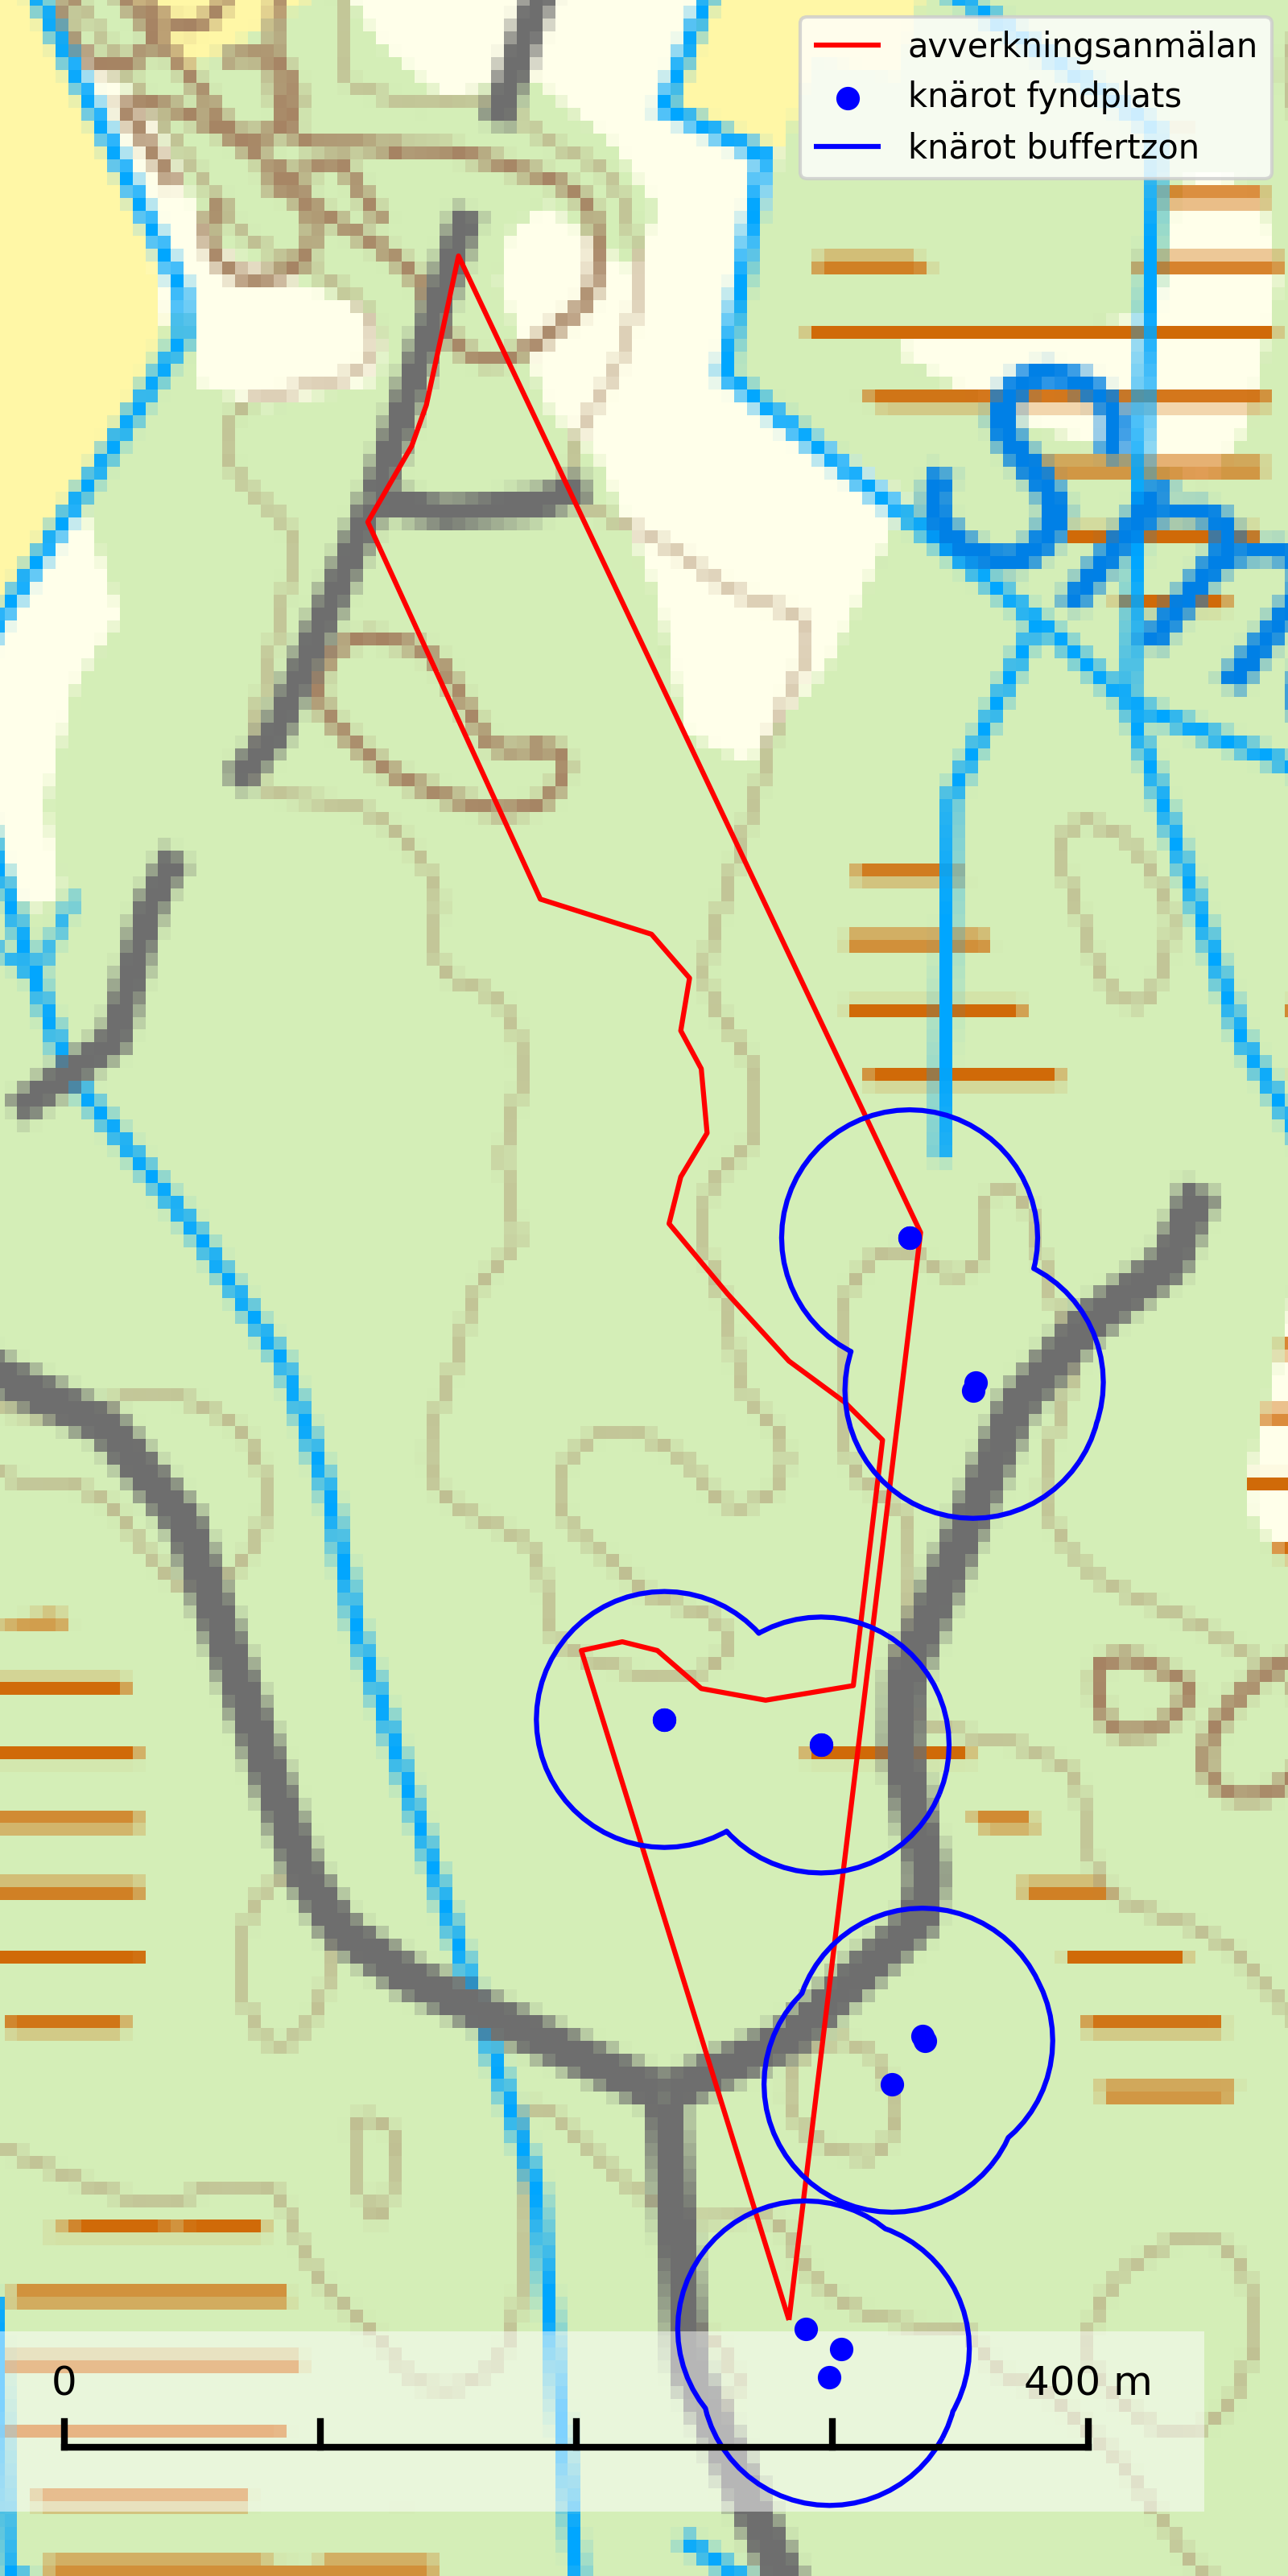 avverkningsanmälan
knärot fyndplats
knärot buffertzon
0
400 m